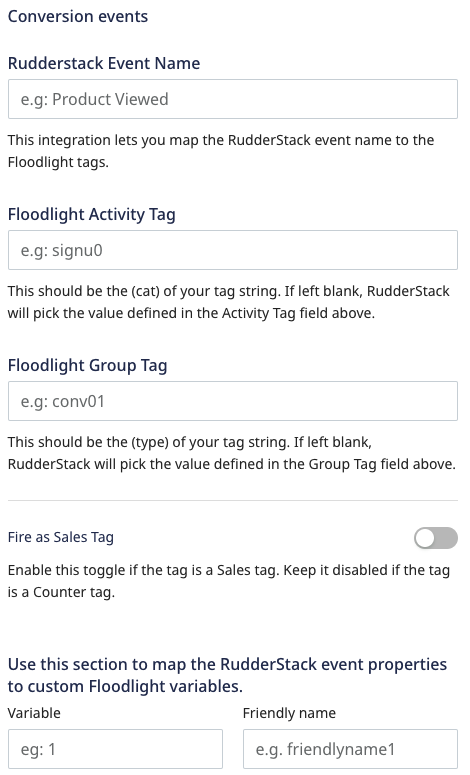 Conversion events
Rudderstack Event Name
e.g: Product Viewed
This integration lets you map the RudderStack event name to the
Floodlight tags.
Floodlight Activity Tag
e.g: signu0
This should be the (cat) of your tag string. If left blank, RudderStack
will pick the value defined in the Activity Tag field above.
Floodlight Group Tag
e.g: conv01
This should be the (type) of your tag string. If left blank,
RudderStack will pick the value defined in the Group Tag field above.
Fire as Sales Tag
Enable this toggle if the tag is a Sales tag. Keep it disabled if the tag
is a Counter tag.
Use this section to map the RudderStack event properties
to custom Floodlight variables.
Variable Friendly name
eg: 1 e.g. friendlyname1